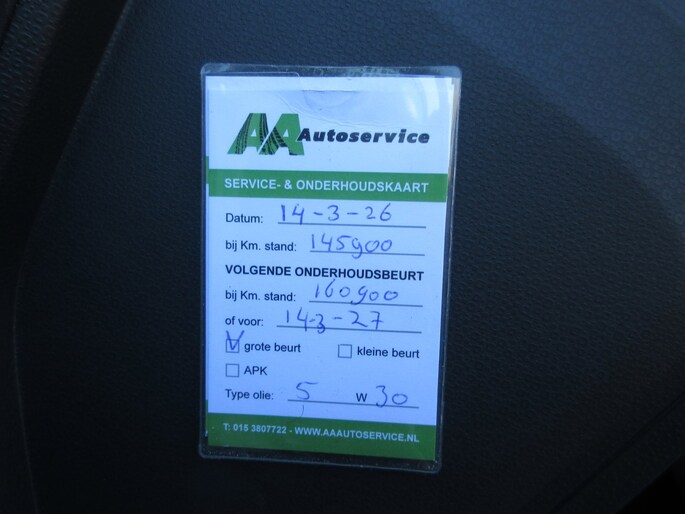 AA Autoservice
SERVICE- & ONDERHOUDSKAART
Datum: 14-3-26
bij Km. stand: 145900
VOLGENDE ONDERHOUDSBEURT
bij Km. stand: 160900
of voor: 14-3-27
grote beurt kleine beurt
APK
Type olie: 5 W 30
T: 015 3807722 - WWW.AAAUTOSERVICE.NL